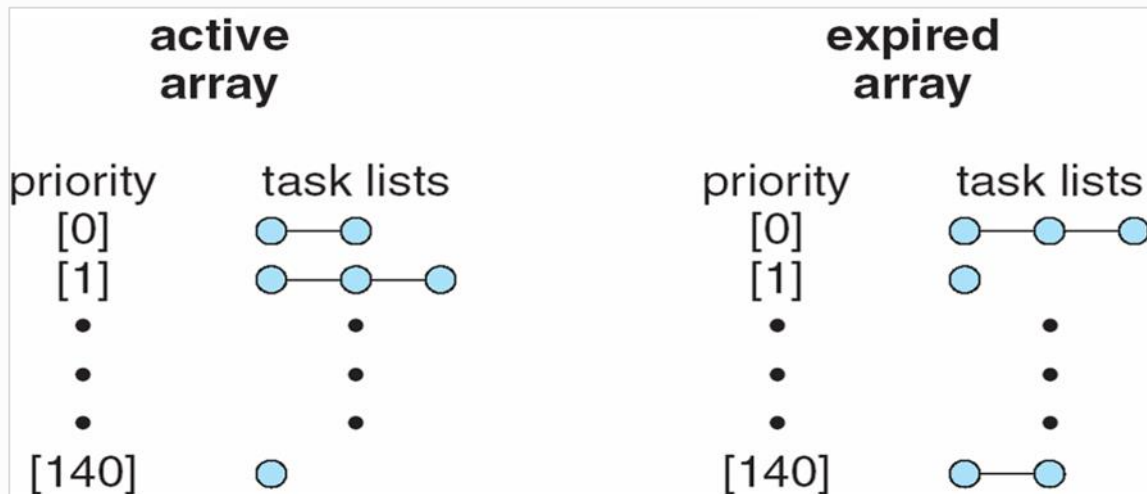 active
array
expired
array
priority task lists
[0]
[1]
[140]
priority task lists
[0]
[1]
[140]